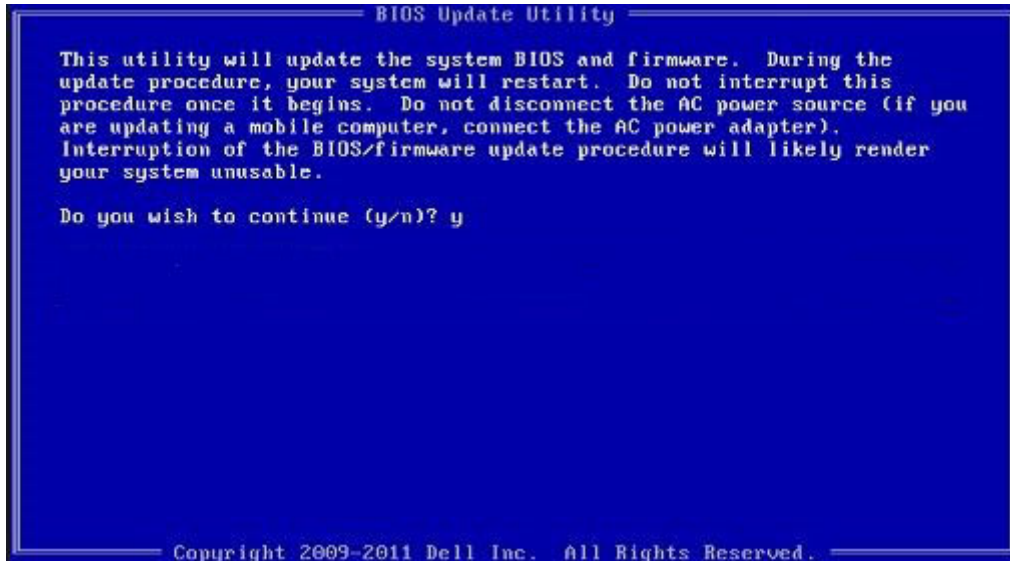 BIOS Update Utility
This utility will update the system BIOS and firmware. During the
update procedure, your system will restart. Do not interrupt this
procedure once it begins. Do not disconnect the AC power source (if you
are updating a mobile computer, connect the AC power adapter).
Interruption of the BIOS/firmware update procedure will likely render
your system unusable.
Do you wish to continue (y/n)? y
Copyright 2009-2011 Dell Inc. All Rights Reserved.